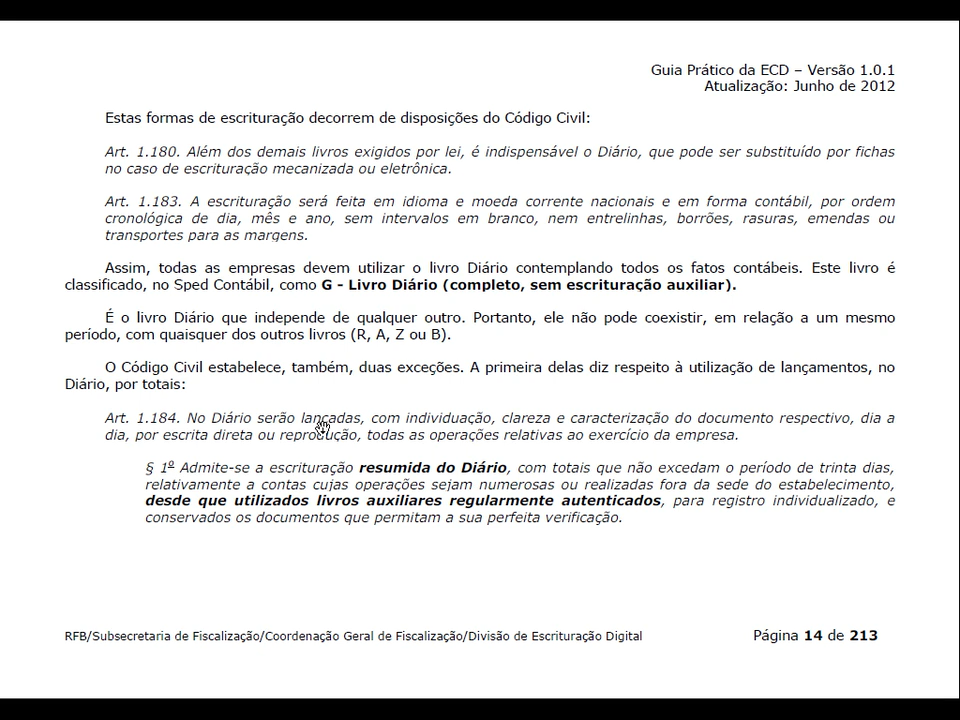 Guia Prático da ECD – Versão 1.0.1
Atualização: Junho de 2012
Estas formas de escrituração decorrem de disposições do Código Civil:
Art. 1.180. Além dos demais livros exigidos por lei, é indispensável o Diário, que pode ser substituído por fichas
no caso de escrituração mecanizada ou eletrônica.
Art. 1.183. A escrituração será feita em idioma e moeda corrente nacionais e em forma contábil, por ordem
cronológica de dia, mês e ano, sem intervalos em branco, nem entrelinhas, borrões, rasuras, emendas ou
transportes para as margens.
Assim, todas as empresas devem utilizar o livro Diário contemplando todos os fatos contábeis. Este livro é
classificado, no Sped Contábil, como G - Livro Diário (completo, sem escrituração auxiliar).
É o livro Diário que independe de qualquer outro. Portanto, ele não pode coexistir, em relação a um mesmo
período, com quaisquer dos outros livros (R, A, Z ou B).
O Código Civil estabelece, também, duas exceções. A primeira delas diz respeito à utilização de lançamentos, no
Diário, por totais:
Art. 1.184. No Diário serão lançadas, com individuação, clareza e caracterização do documento respectivo, dia a
dia, por escrita direta ou reprodução, todas as operações relativas ao exercício da empresa.
§ 1º Admite-se a escrituração resumida do Diário, com totais que não excedam o período de trinta dias,
relativamente a contas cujas operações sejam numerosas ou realizadas fora da sede do estabelecimento,
desde que utilizados livros auxiliares regularmente autenticados, para registro individualizado, e
conservados os documentos que permitam a sua perfeita verificação.
RFB/Subsecretaria de Fiscalização/Coordenação Geral de Fiscalização/Divisão de Escrituração Digital
Página 14 de 213